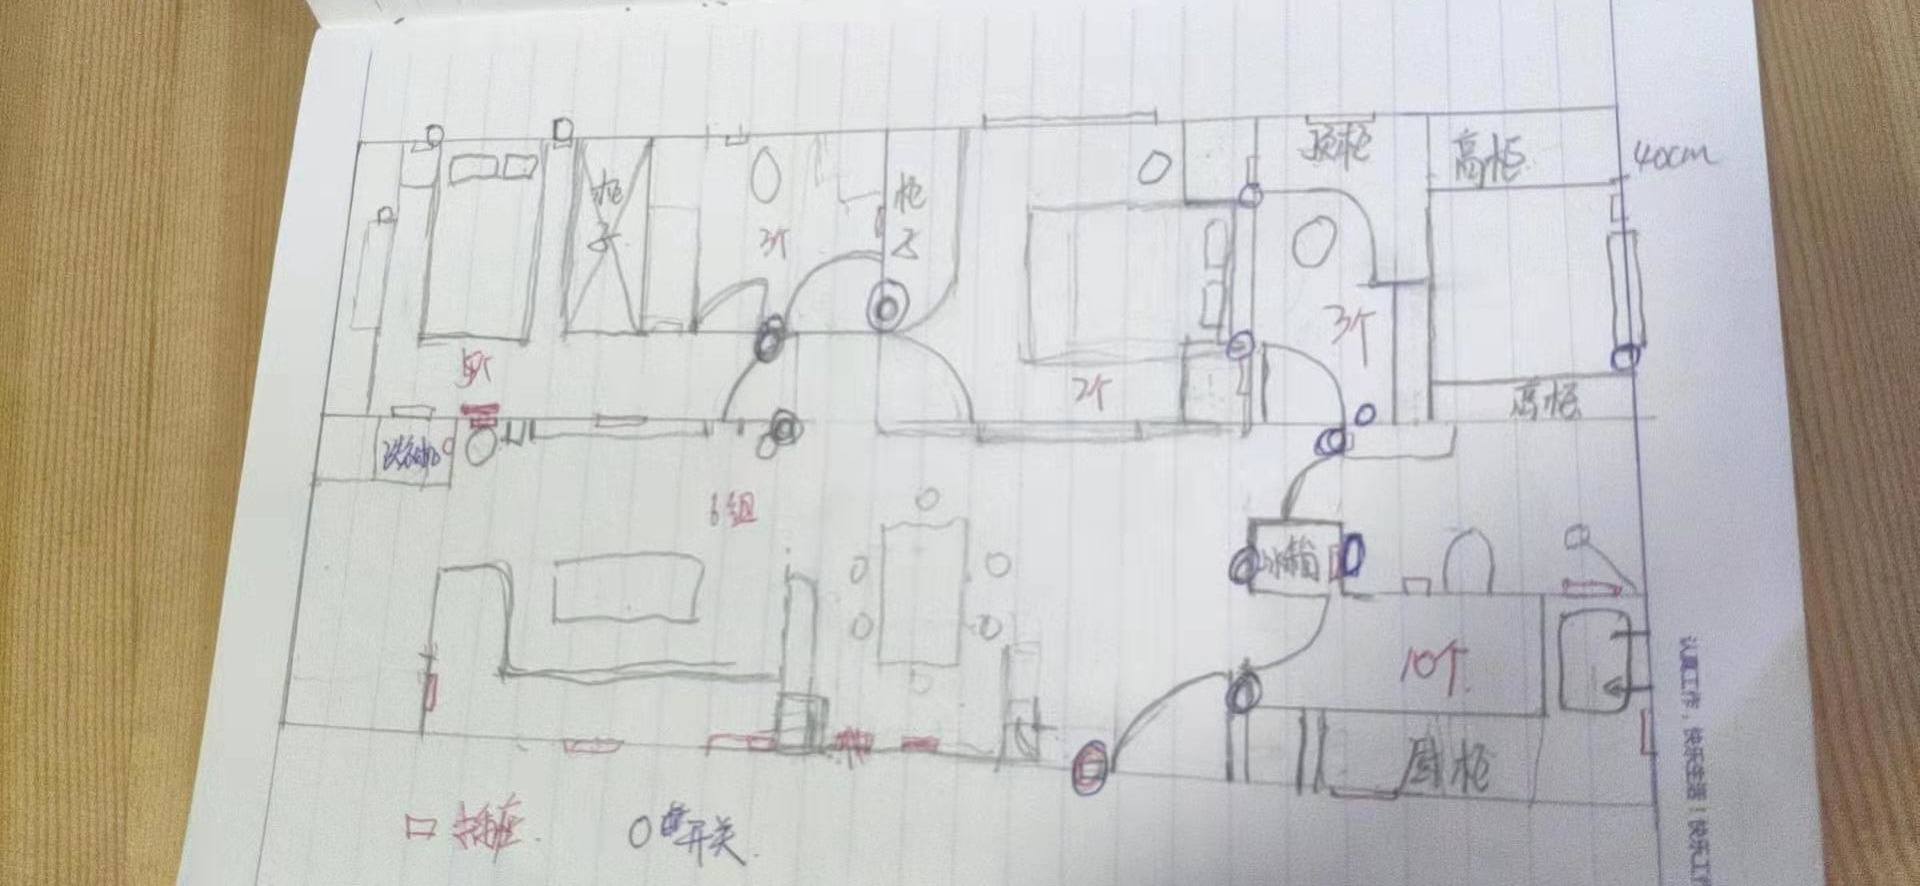 顶柜
高柜
40cm
柜
子
3个
柜
子
3个
5个
2个
高柜
洗衣机
6组
冰箱
10个.
厨柜
插座.
开关.
认真工作,快乐生活!快乐工作